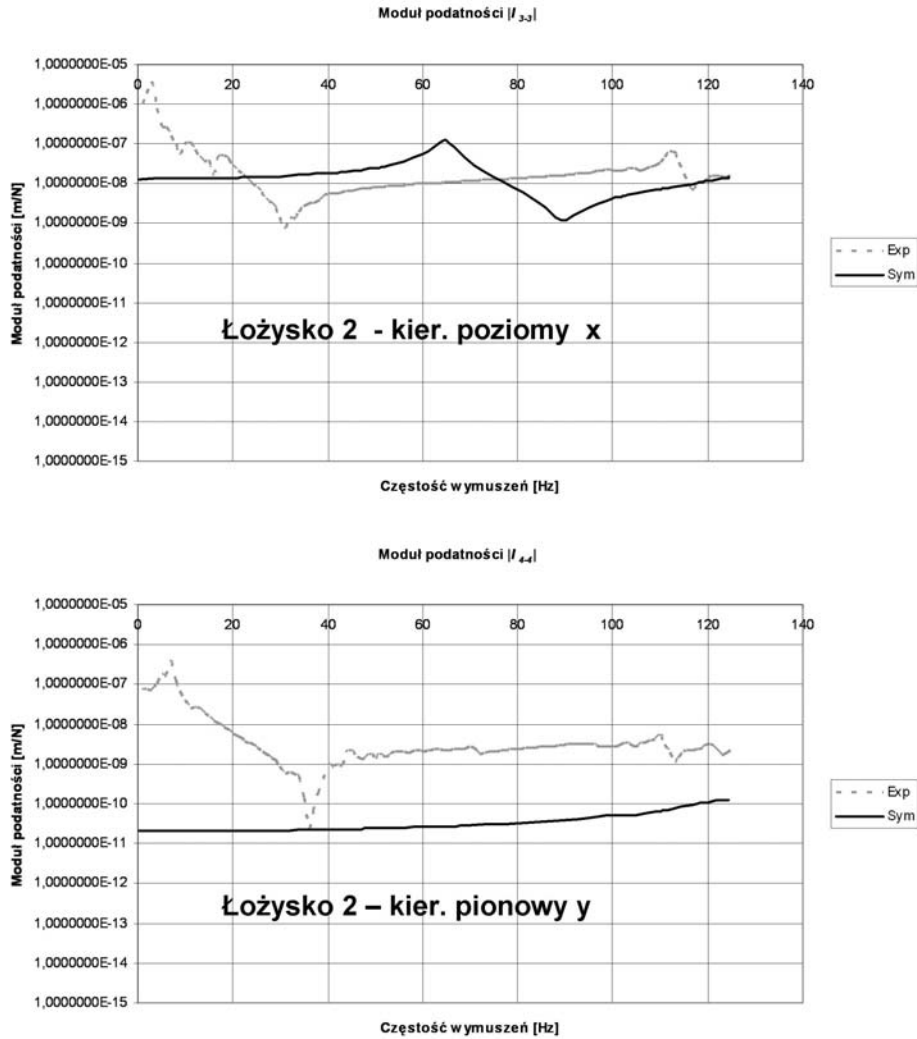 Moduł podatności |I 3-3|
1,0000000E-05
0 20 40 60 80 100 120 140
1,0000000E-06
1,0000000E-07
1,0000000E-08
1,0000000E-09
1,0000000E-10
1,0000000E-11
1,0000000E-12
1,0000000E-13
1,0000000E-14
1,0000000E-15
Moduł podatności [m/N]
Łożysko 2 - kier. poziomy x
Exp
Sym
Częstość wymuszeń [Hz]
Moduł podatności |I 4-4|
1,0000000E-05
0 20 40 60 80 100 120 140
1,0000000E-06
1,0000000E-07
1,0000000E-08
1,0000000E-09
1,0000000E-10
1,0000000E-11
1,0000000E-12
1,0000000E-13
1,0000000E-14
1,0000000E-15
Moduł podatności [m/N]
Łożysko 2 – kier. pionowy y
Exp
Sym
Częstość wymuszeń [Hz]